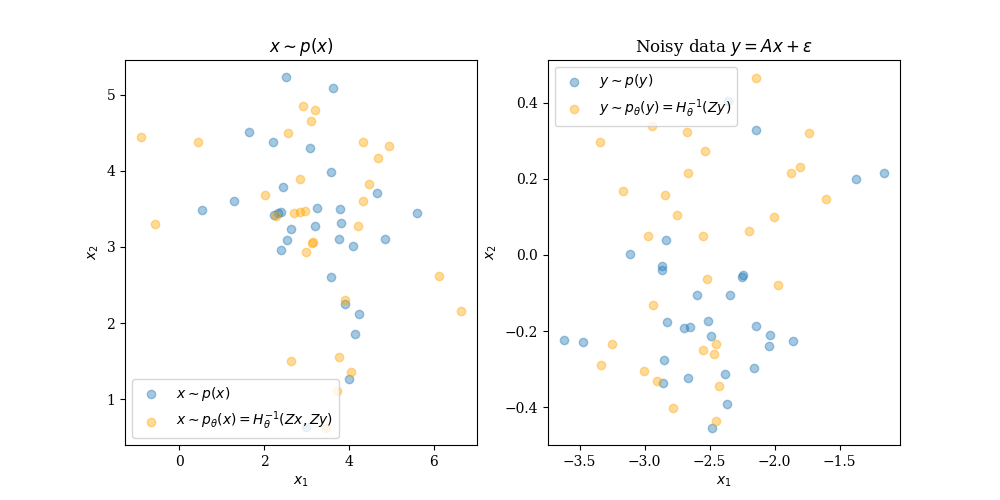 x ∼ p(x)
5
4
3
2
1
x₂
0
2
4
6
x₁
x ∼ p(x)
x ∼ p_θ(x) = H_θ^{-1}(Zx, Zy)
Noisy data y = Ax + ε
y ∼ p(y)
y ∼ p_θ(y) = H_θ^{-1}(Zy)
0.4
0.2
0.0
−0.2
−0.4
x₂
−3.5
−3.0
−2.5
−2.0
−1.5
x₁